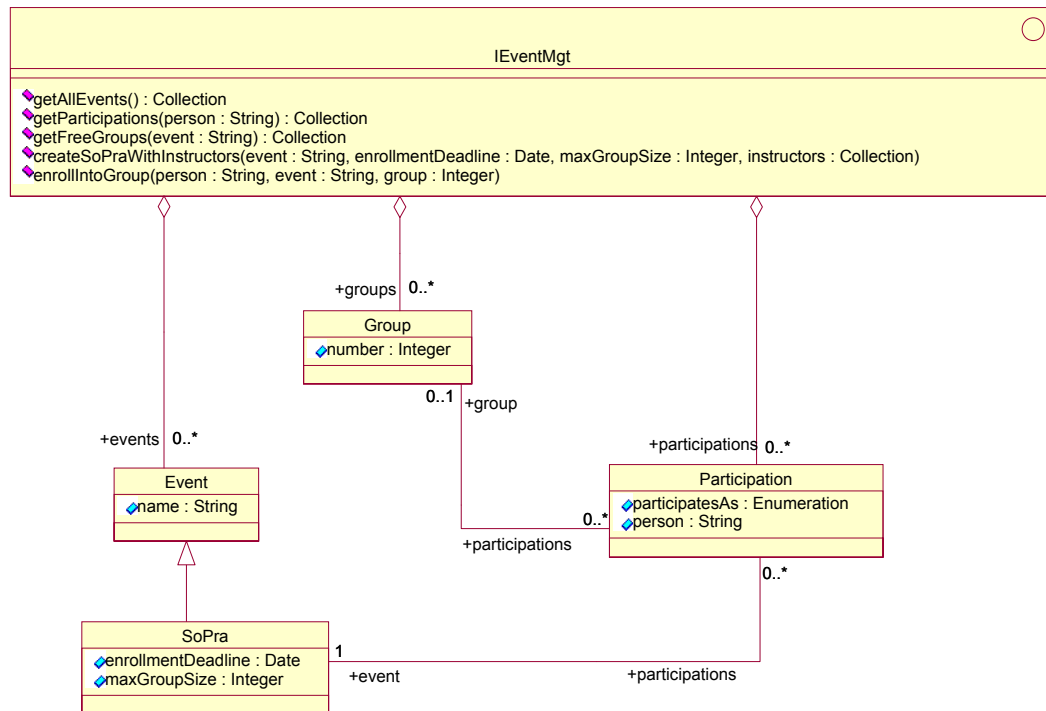 IEventMgt
getAllEvents() : Collection
getParticipations(person : String) : Collection
getFreeGroups(event : String) : Collection
createSoPraWithInstructors(event : String, enrollmentDeadline : Date, maxGroupSize : Integer, instructors : Collection)
enrollIntoGroup(person : String, event : String, group : Integer)
+groups 0..*
Group
number : Integer
0..1 +group
+events 0..*
+participations 0..*
Event
name : String
Participation
participatesAs : Enumeration
person : String
0..*
+participations
0..*
SoPra
enrollmentDeadline : Date
maxGroupSize : Integer
1
+event
+participations